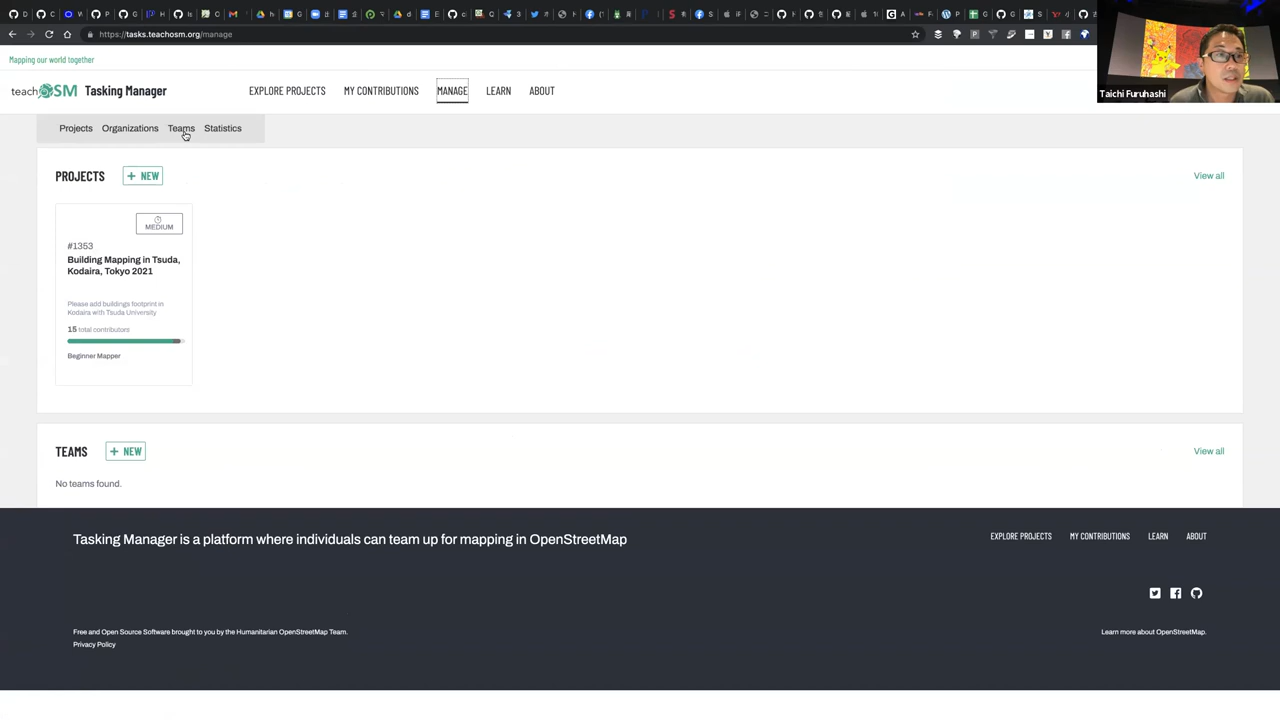 https://tasks.teachosm.org/manage
Taichi Furuhashi
Mapping our world together
teachOSM Tasking Manager
EXPLORE PROJECTS MY CONTRIBUTIONS MANAGE LEARN ABOUT
Projects Organizations Teams Statistics
PROJECTS + NEW View all
MEDIUM
#1353
Building Mapping in Tsuda,
Kodaira, Tokyo 2021
Please add buildings footprint in
Kodaira with Tsuda University
15 total contributors
Beginner Mapper
TEAMS + NEW View all
No teams found.
Tasking Manager is a platform where individuals can team up for mapping in OpenStreetMap
EXPLORE PROJECTS MY CONTRIBUTIONS LEARN ABOUT
Free and Open Source Software brought to you by the Humanitarian OpenStreetMap Team.
Learn more about OpenStreetMap.
Privacy Policy